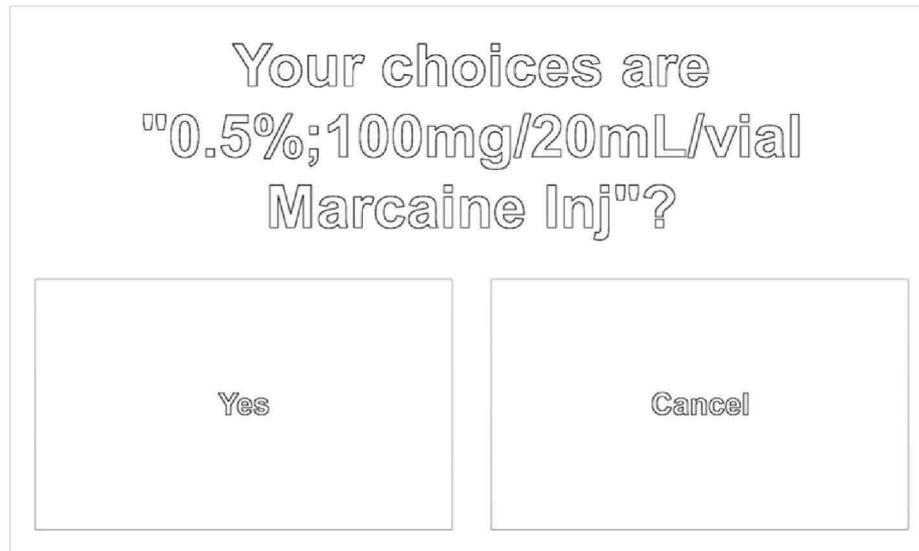 Your choices are
"0.5%;100mg/20mL/vial
Marcaine Inj"?
Yes
Cancel